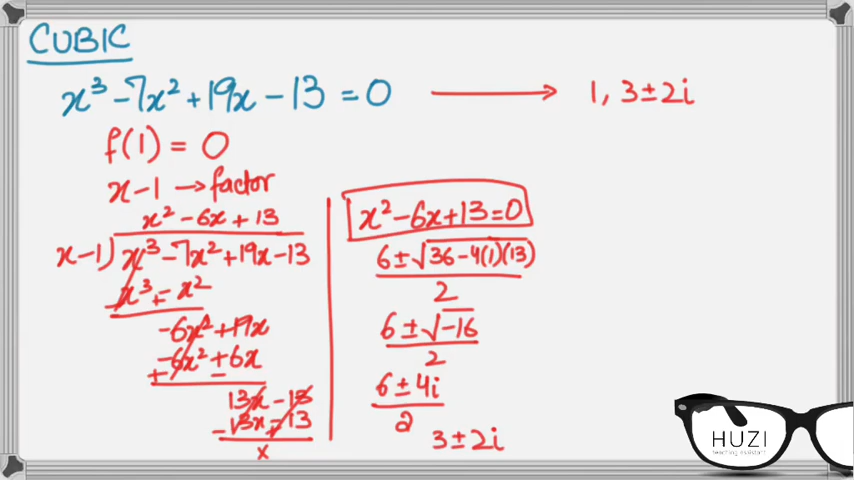 CUBIC
x³ - 7x² + 19x - 13 = 0 ⟶ 1, 3 ± 2i
f(1) = 0
x - 1 → factor
x² - 6x + 13
x - 1) x³ - 7x² + 19x - 13
x³ - x²
- +
-6x² + 19x
-6x² + 6x
+ -
13x - 13
13x - 13
- +
x
x² - 6x + 13 = 0
6 ± √36 - 4(1)(13)
2
6 ± √-16
2
6 ± 4i
2
3 ± 2i
HUZI
teaching assistant